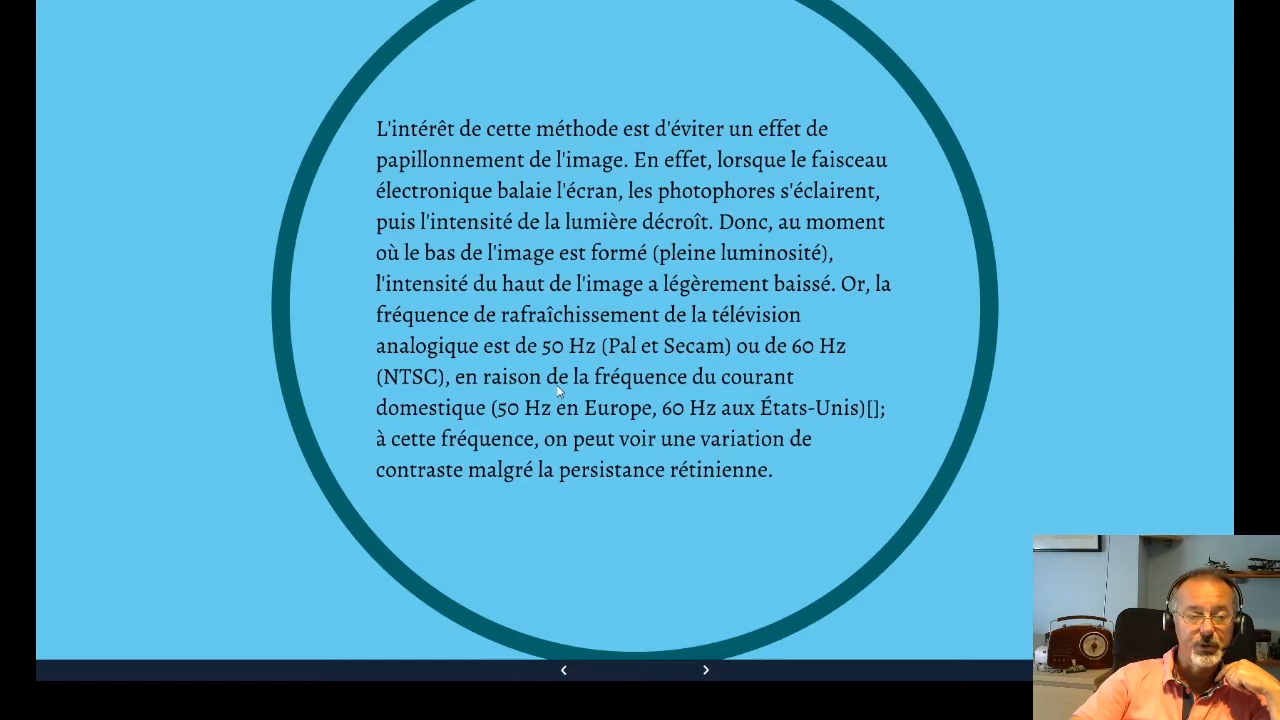 L'intérêt de cette méthode est d'éviter un effet de
papillonnement de l'image. En effet, lorsque le faisceau
électronique balaie l'écran, les photophores s'éclairent,
puis l'intensité de la lumière décroît. Donc, au moment
où le bas de l'image est formé (pleine luminosité),
l'intensité du haut de l'image a légèrement baissé. Or, la
fréquence de rafraîchissement de la télévision
analogique est de 50 Hz (Pal et Secam) ou de 60 Hz
(NTSC), en raison de la fréquence du courant
domestique (50 Hz en Europe, 60 Hz aux États-Unis)[];
à cette fréquence, on peut voir une variation de
contraste malgré la persistance rétinienne.